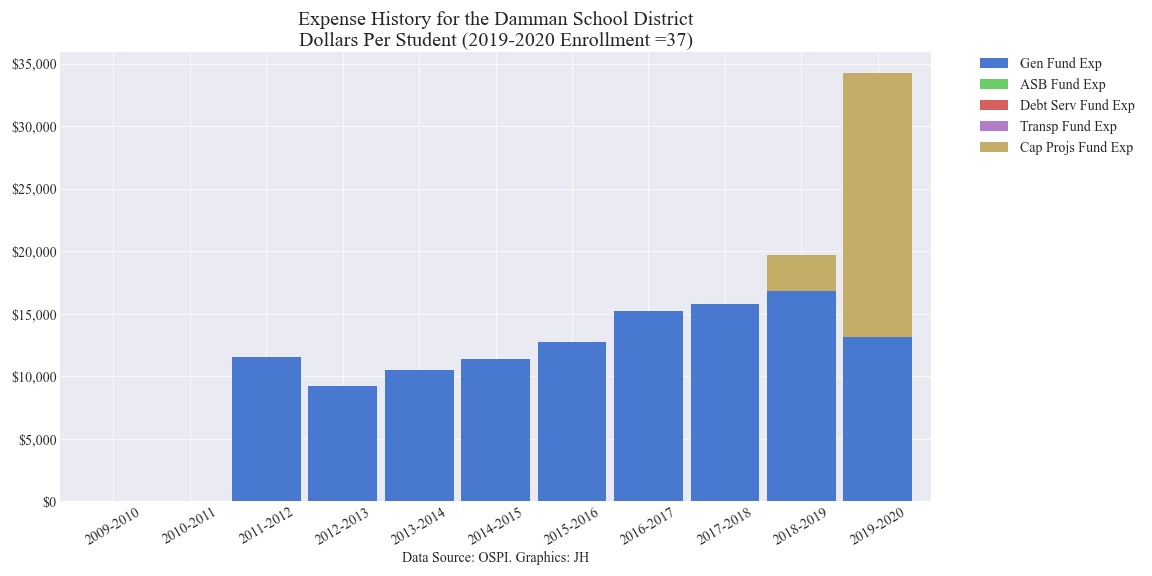 Expense History for the Damman School District
Dollars Per Student (2019-2020 Enrollment =37)
$35,000
$30,000
$25,000
$20,000
$15,000
$10,000
$5,000
$0
Gen Fund Exp
ASB Fund Exp
Debt Serv Fund Exp
Transp Fund Exp
Cap Projs Fund Exp
2009-2010
2010-2011
2011-2012
2012-2013
2013-2014
2014-2015
2015-2016
2016-2017
2017-2018
2018-2019
2019-2020
Data Source: OSPI. Graphics: JH